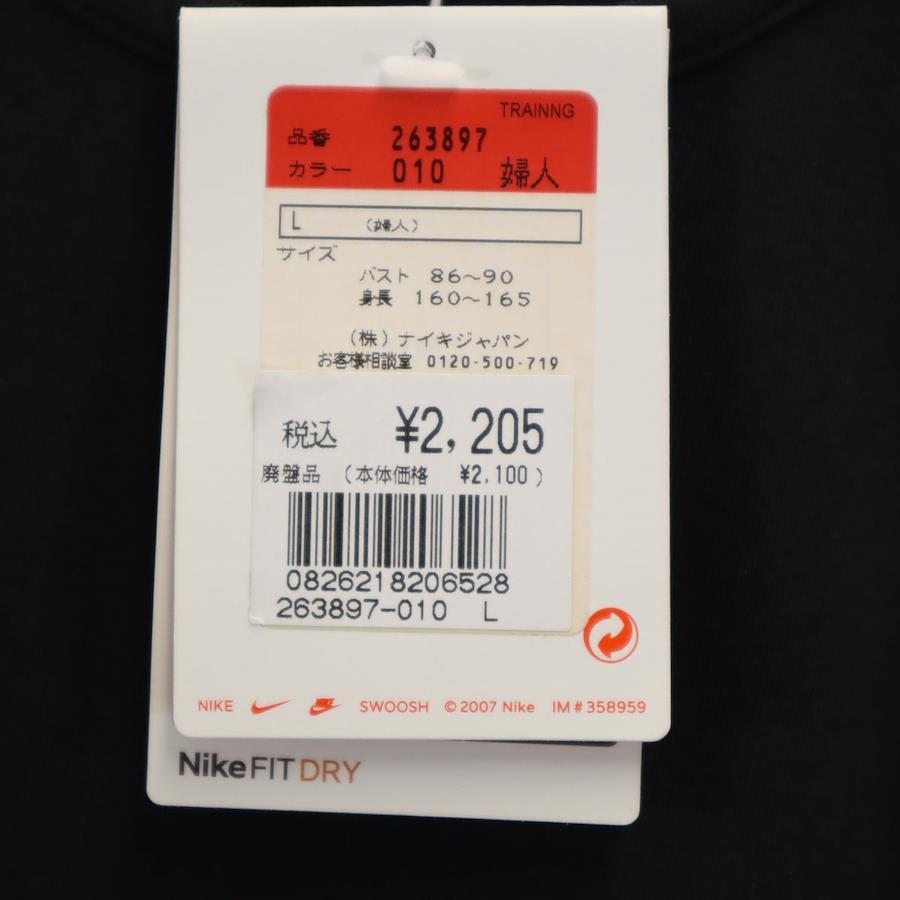 TRAINNG
品番 263897
カラー 010 婦人
L (婦人)
サイズ
バスト 86〜90
身長 160〜165
(株)ナイキジャパン
お客様相談室 0120-500-719
税込 ¥2,205
廃盤品 (本体価格 ¥2,100)
0826218206528
263897-010 L
NIKE SWOOSH ©2007 Nike IM#358959
NikeFIT DRY